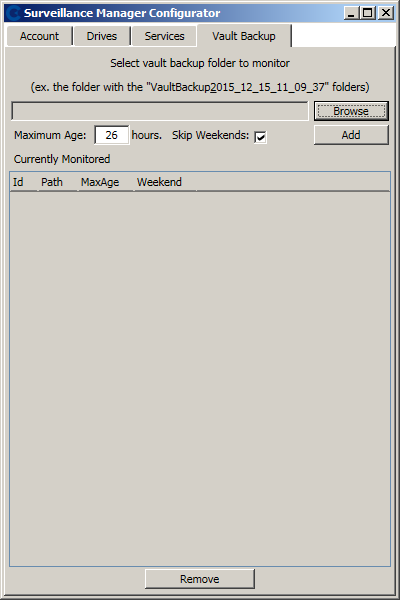 Surveillance Manager Configurator
Account Drives Services Vault Backup
Select vault backup folder to monitor
(ex. the folder with the "VaultBackup2015_12_15_11_09_37" folders)
Browse
Maximum Age: 26 hours. Skip Weekends: Add
Currently Monitored
Id Path MaxAge Weekend
Remove